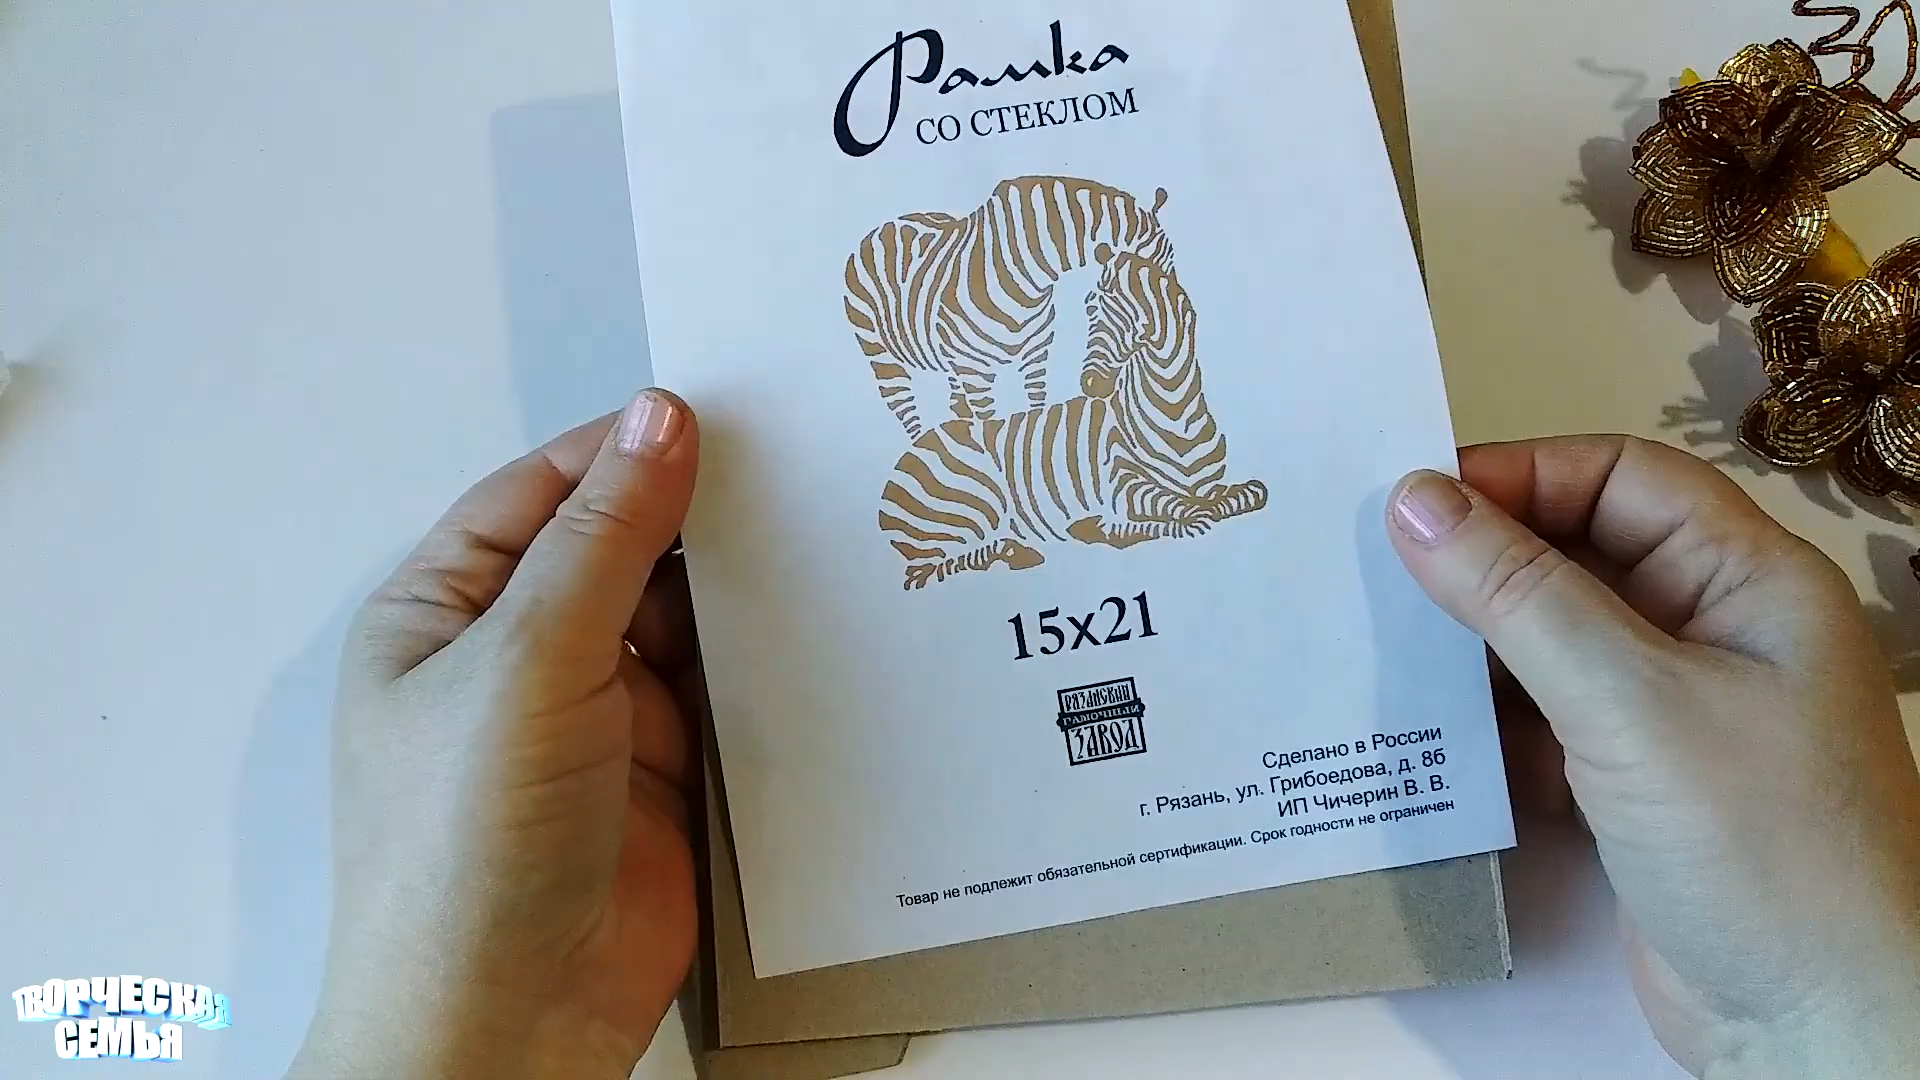 Рамка
СО СТЕКЛОМ
15х21
РЯЗАНСКИЙ
РАМОЧНЫЙ
ЗАВОД
Сделано в России
г. Рязань, ул. Грибоедова, д. 8б
ИП Чичерин В. В.
Товар не подлежит обязательной сертификации. Срок годности не ограничен
ТВОРЧЕСКАЯ
СЕМЬЯ